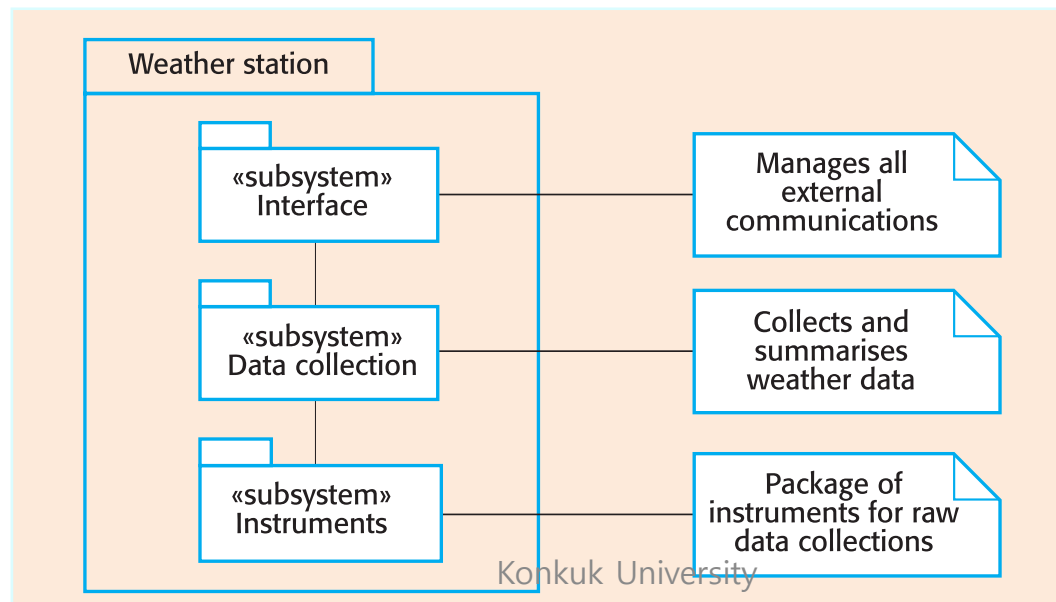 Weather station
«subsystem»
Interface
Manages all
external
communications
«subsystem»
Data collection
Collects and
summarises
weather data
«subsystem»
Instruments
Package of
instruments for raw
data collections
Konkuk University